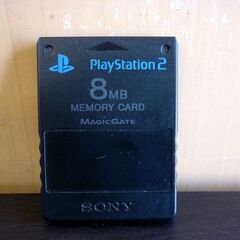 PlayStation 2
8MB
MEMORY CARD
MAGICGATE
SONY